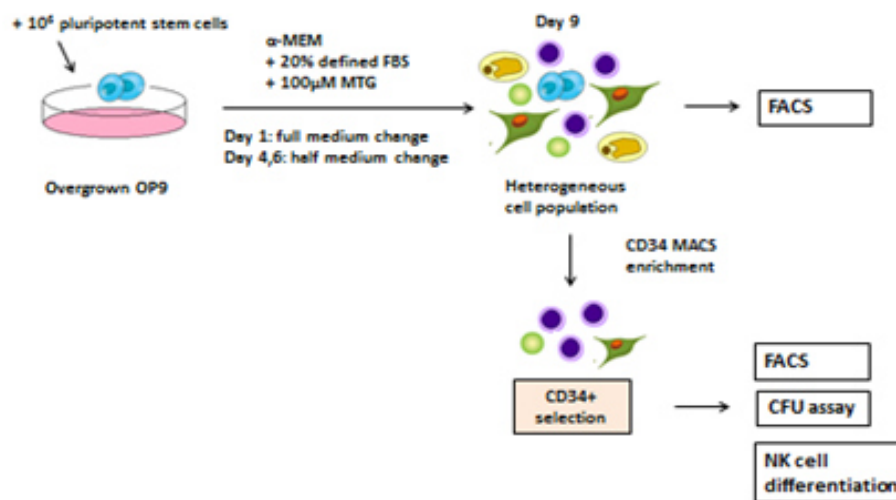 + 10⁶ pluripotent stem cells
α-MEM
+ 20% defined FBS
+ 100μM MTG
Day 1: full medium change
Day 4,6: half medium change
Overgrown OP9
Day 9
Heterogeneous
cell population
FACS
CD34 MACS
enrichment
CD34+
selection
FACS
CFU assay
NK cell
differentiation